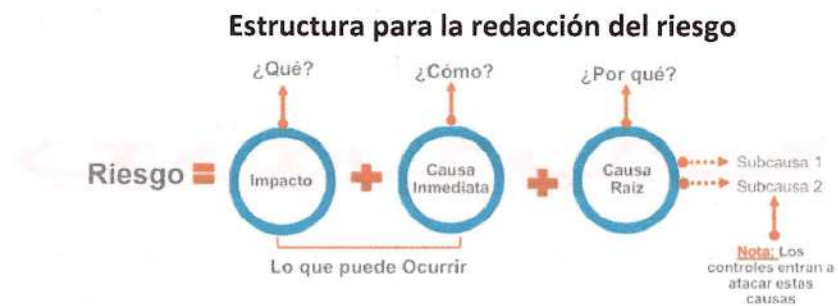 Estructura para la redacción del riesgo
¿Qué?
¿Cómo?
¿Por qué?
Riesgo =
Impacto
+
Causa
Inmediata
+
Causa
Raiz
Subcausa 1
Subcausa 2
Lo que puede Ocurrir
Nota: Los
controles entran a
atacar estas
causas